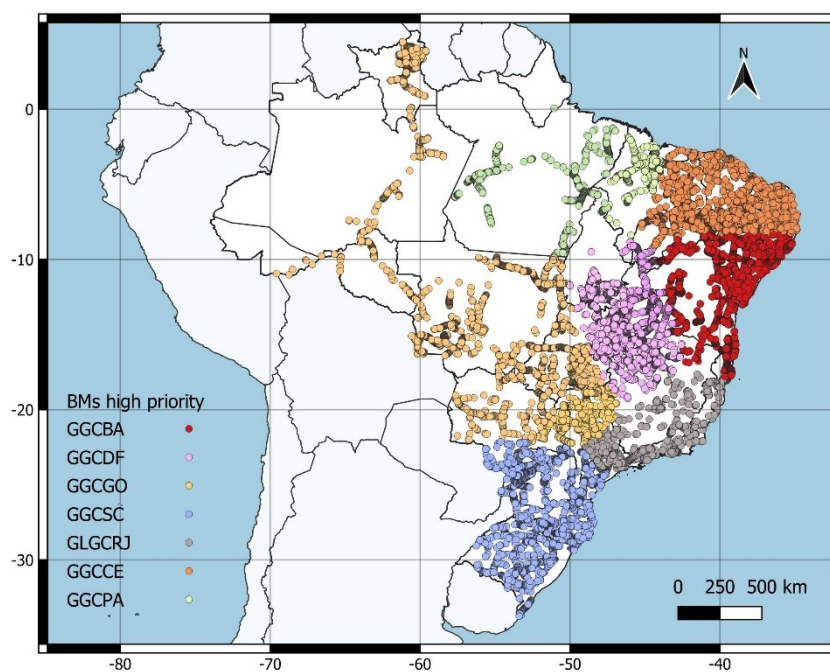 N
0
-10
-20
-30
BMs high priority
GGCBA
GGCDF
GGCGO
GGCSC
GLGCRJ
GGCCE
GGCPA
0 250 500 km
-80 -70 -60 -50 -40